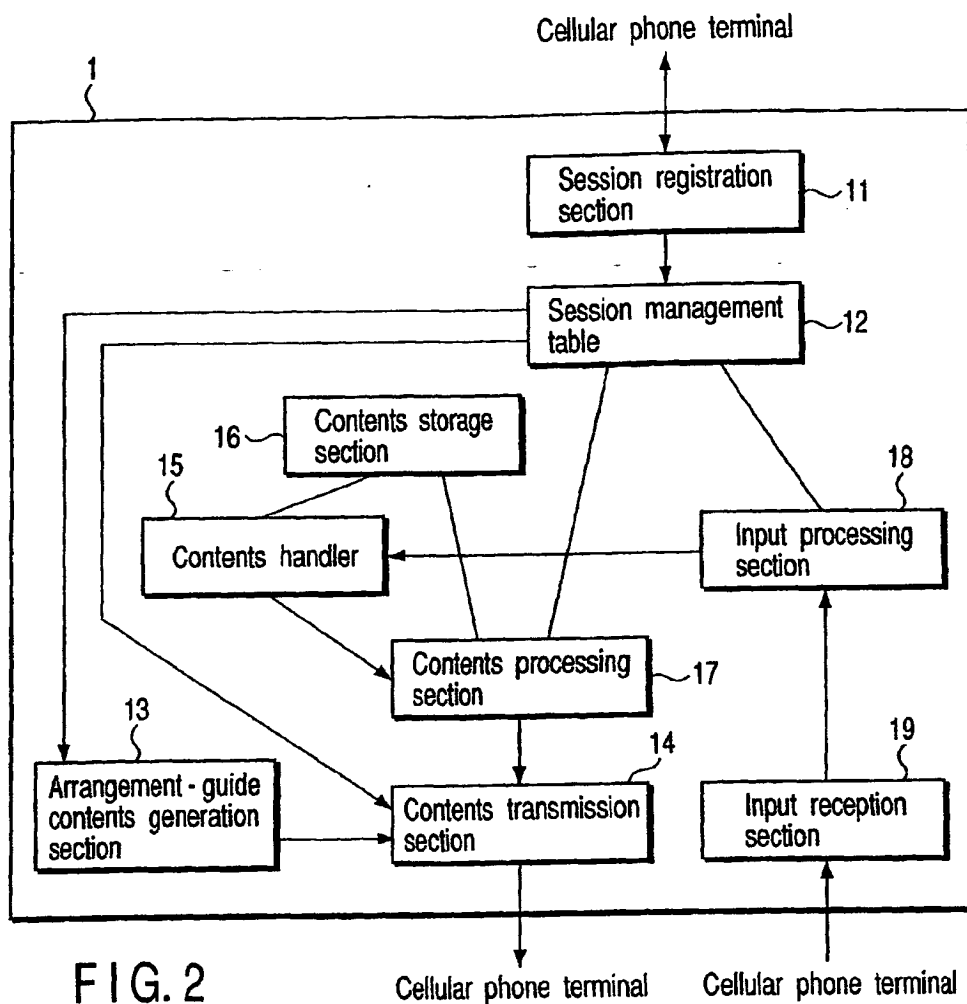 Cellular phone terminal
1
Session registration
section
11
Session management
table
12
Contents storage
section
16
15
Contents handler
18
Input processing
section
Contents processing
section
17
13
Arrangement-guide
contents generation
section
14
Contents transmission
section
19
Input reception
section
FIG. 2
Cellular phone terminal
Cellular phone terminal